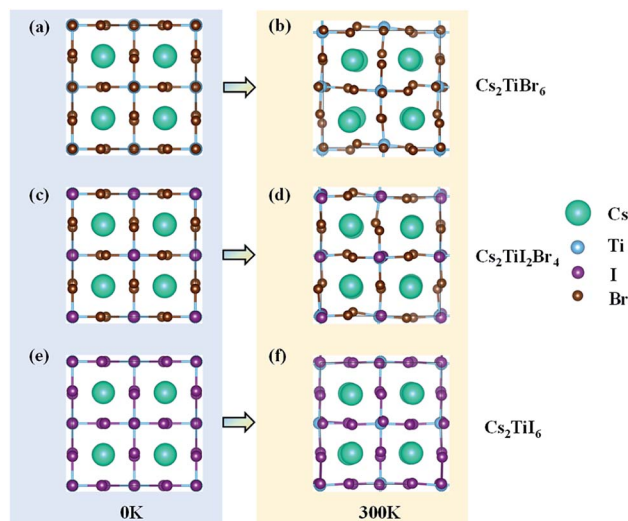 (a)
(b)
Cs₂TiBr₆
(c)
(d)
Cs₂TiI₂Br₄
(e)
(f)
Cs₂TiI₆
Cs
Ti
I
Br
0K
300K